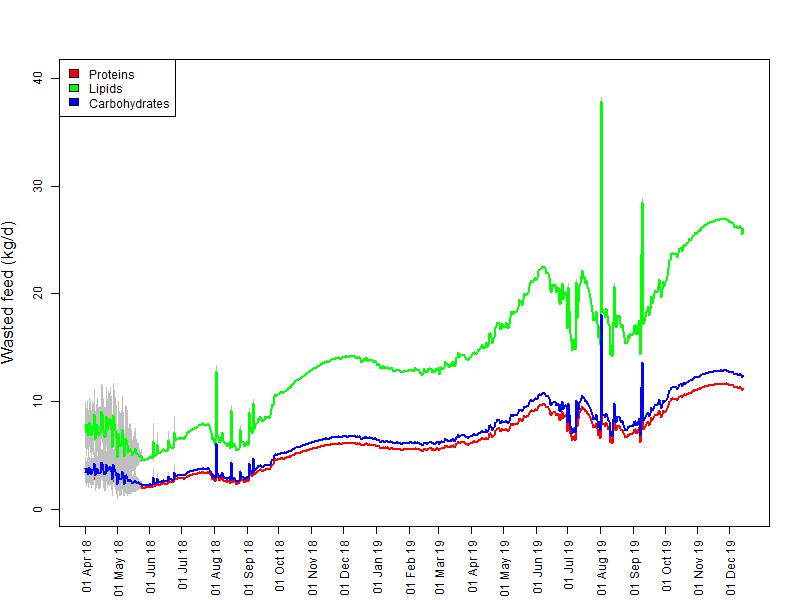 Proteins
Lipids
Carbohydrates
Wasted feed (kg/d)
40
30
20
10
0
01 Apr 18
01 May 18
01 Jun 18
01 Jul 18
01 Aug 18
01 Sep 18
01 Oct 18
01 Nov 18
01 Dec 18
01 Jan 19
01 Feb 19
01 Mar 19
01 Apr 19
01 May 19
01 Jun 19
01 Jul 19
01 Aug 19
01 Sep 19
01 Oct 19
01 Nov 19
01 Dec 19